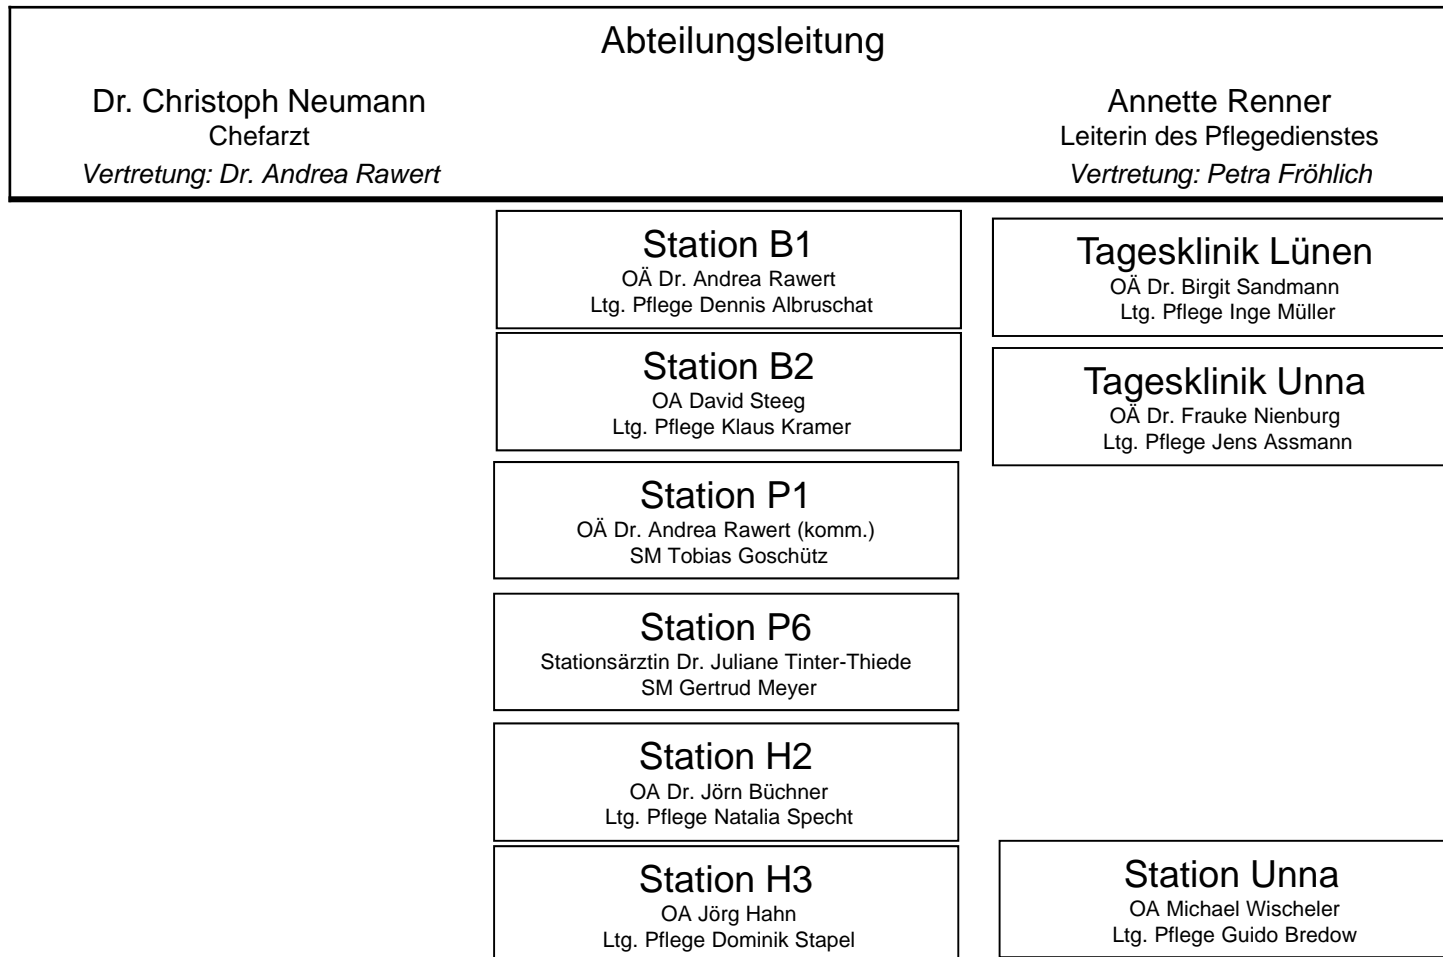 Abteilungsleitung
Dr. Christoph Neumann
Chefarzt
Vertretung: Dr. Andrea Rawert
Annette Renner
Leiterin des Pflegedienstes
Vertretung: Petra Fröhlich
Station B1
OÄ Dr. Andrea Rawert
Ltg. Pflege Dennis Albruschat
Station B2
OA David Steeg
Ltg. Pflege Klaus Kramer
Station P1
OÄ Dr. Andrea Rawert (komm.)
SM Tobias Goschütz
Station P6
Stationsärztin Dr. Juliane Tinter-Thiede
SM Gertrud Meyer
Station H2
OA Dr. Jörn Büchner
Ltg. Pflege Natalia Specht
Station H3
OA Jörg Hahn
Ltg. Pflege Dominik Stapel
Tagesklinik Lünen
OÄ Dr. Birgit Sandmann
Ltg. Pflege Inge Müller
Tagesklinik Unna
OÄ Dr. Frauke Nienburg
Ltg. Pflege Jens Assmann
Station Unna
OA Michael Wischeler
Ltg. Pflege Guido Bredow